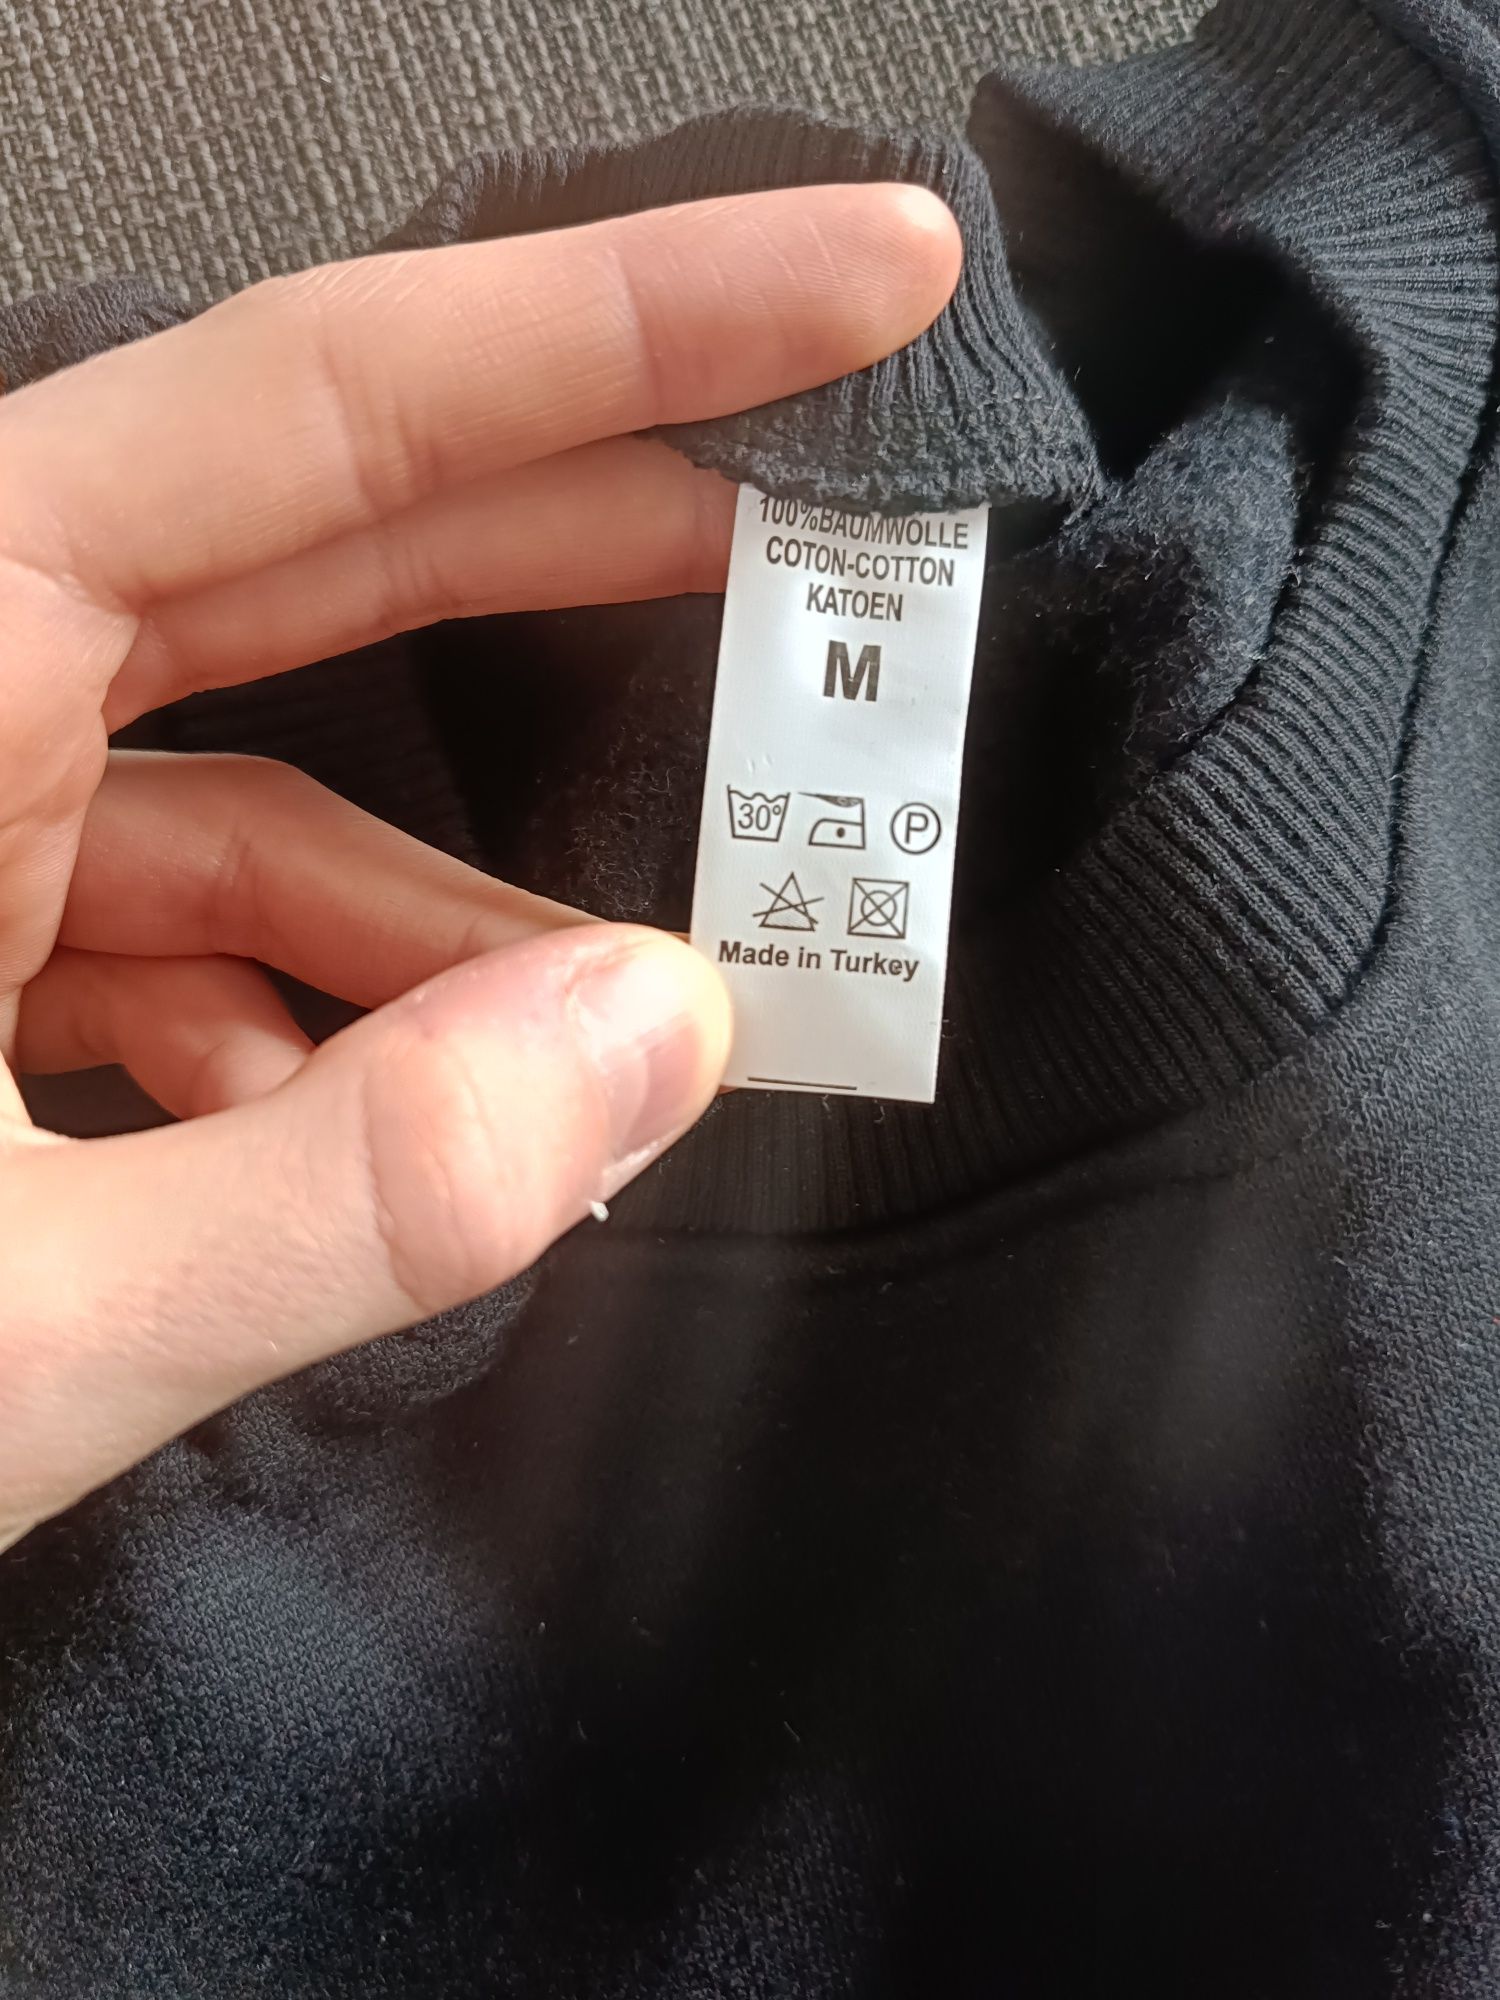 100%BAUMWOLLE
COTON-COTTON
KATOEN
M
30°
P
Made in Turkey